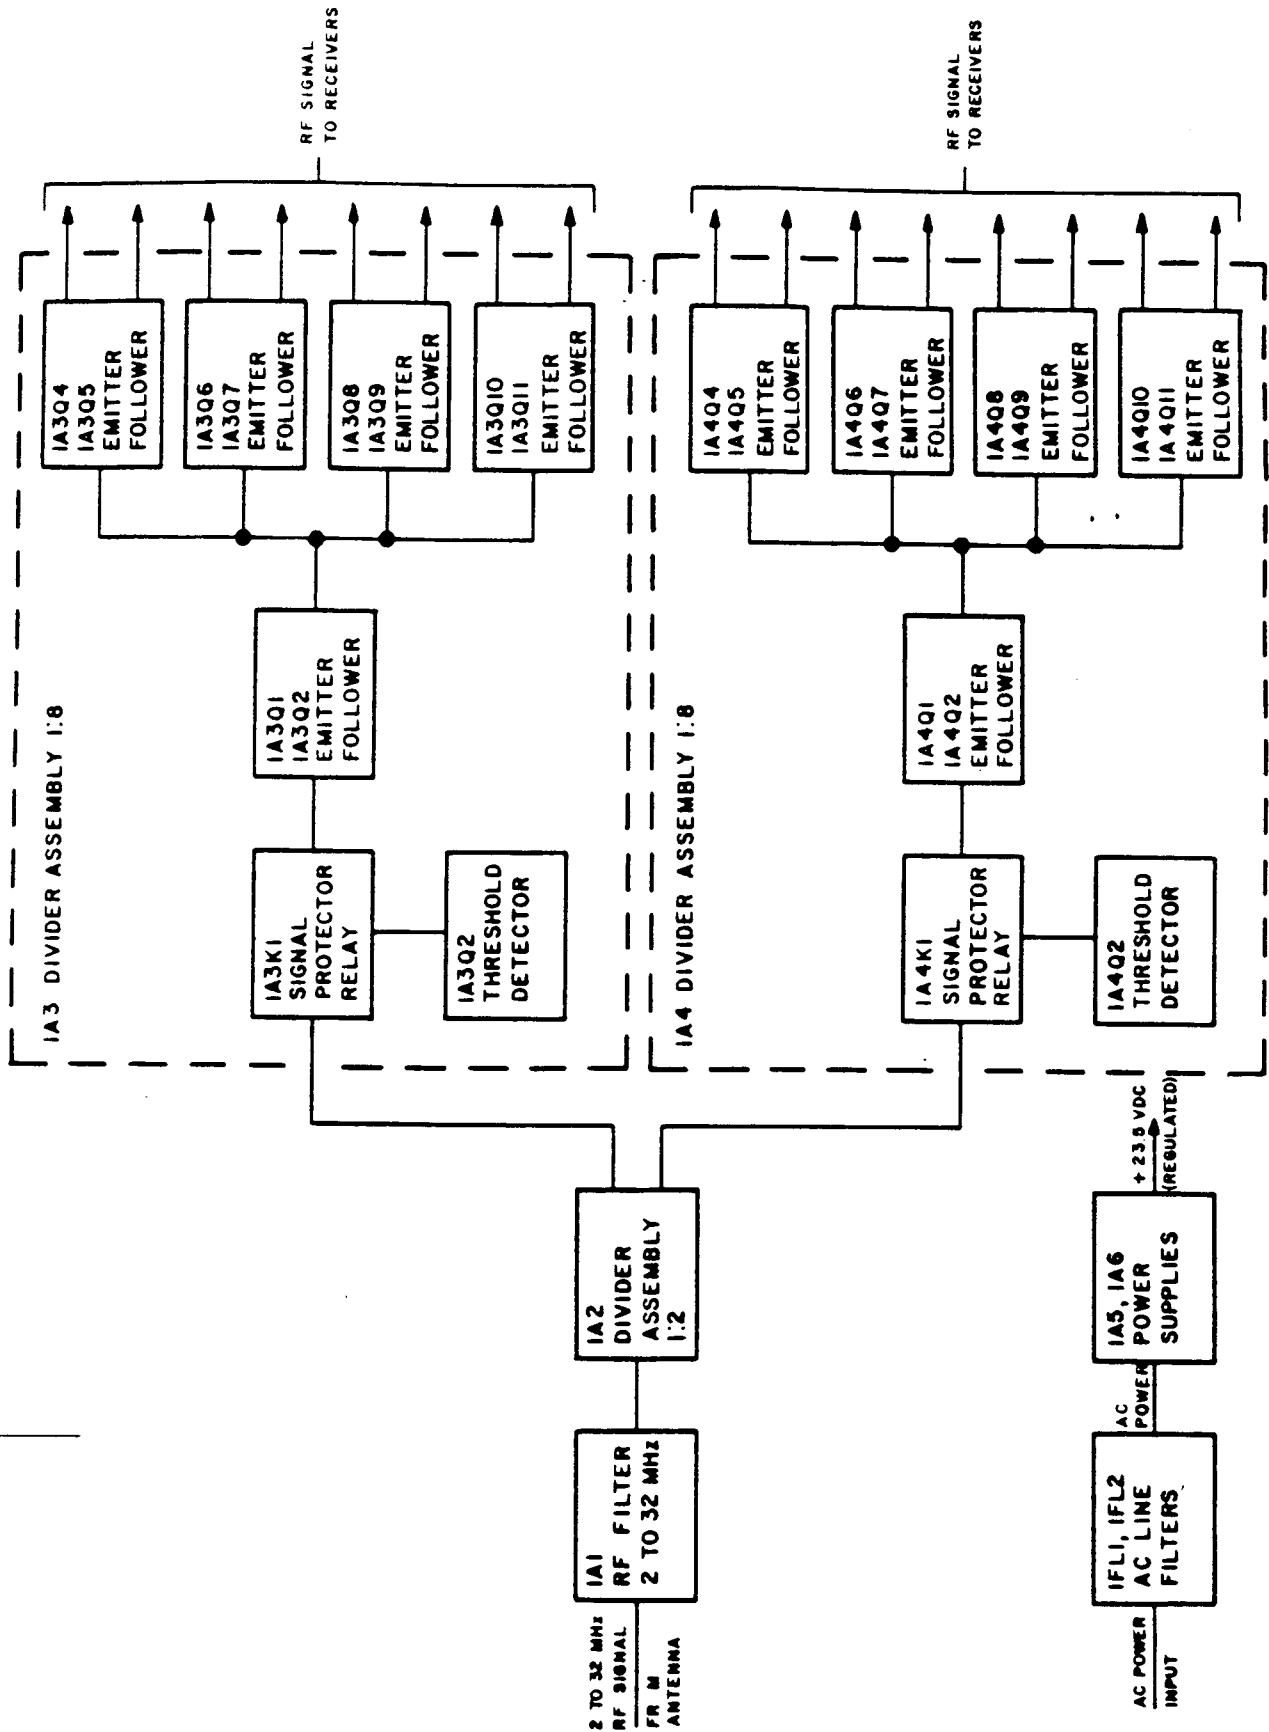 2 TO 32 MHz
RF SIGNAL
FR M
ANTENNA
1A1
RF FILTER
2 TO 32 MHz
1A2
DIVIDER
ASSEMBLY
1:2
1A3 DIVIDER ASSEMBLY 1:8
1A3K1
SIGNAL
PROTECTOR
RELAY
1A3Q2
THRESHOLD
DETECTOR
1A3Q1
1A3Q2
EMITTER
FOLLOWER
1A3Q4
1A3Q5
EMITTER
FOLLOWER
1A3Q6
1A3Q7
EMITTER
FOLLOWER
1A3Q8
1A3Q9
EMITTER
FOLLOWER
1A3Q10
1A3Q11
EMITTER
FOLLOWER
RF SIGNAL
TO RECEIVERS
1A4 DIVIDER ASSEMBLY 1:8
1A4K1
SIGNAL
PROTECTOR
RELAY
1A4Q2
THRESHOLD
DETECTOR
1A4Q1
1A4Q2
EMITTER
FOLLOWER
1A4Q4
1A4Q5
EMITTER
FOLLOWER
1A4Q6
1A4Q7
EMITTER
FOLLOWER
1A4Q8
1A4Q9
EMITTER
FOLLOWER
1A4Q10
1A4Q11
EMITTER
FOLLOWER
RF SIGNAL
TO RECEIVERS
AC POWER
INPUT
1FL1, 1FL2
AC LINE
FILTERS
AC
POWER
1A5, 1A6
POWER
SUPPLIES
+ 23.5 VDC
(REGULATED)